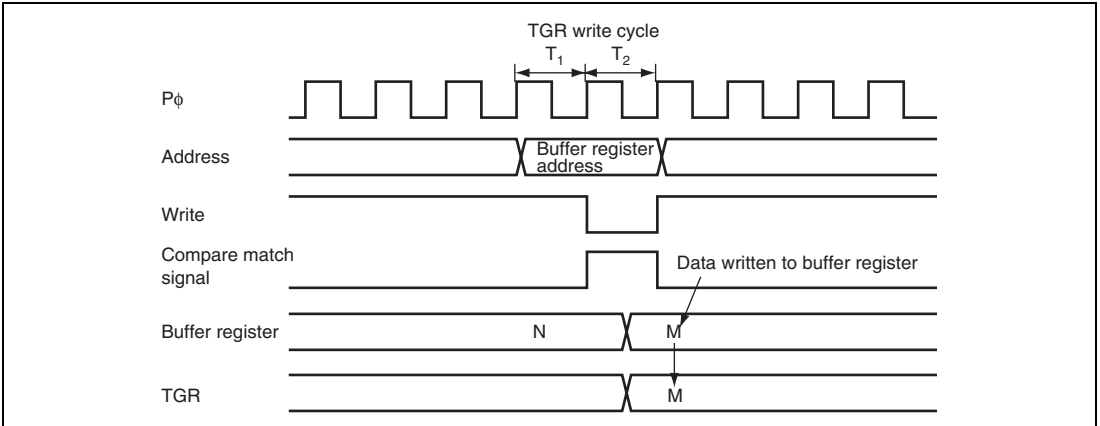 TGR write cycle
T1 T2
Pϕ
Address
Buffer register
address
Write
Compare match
signal
Data written to buffer register
Buffer register
N
M
TGR
M